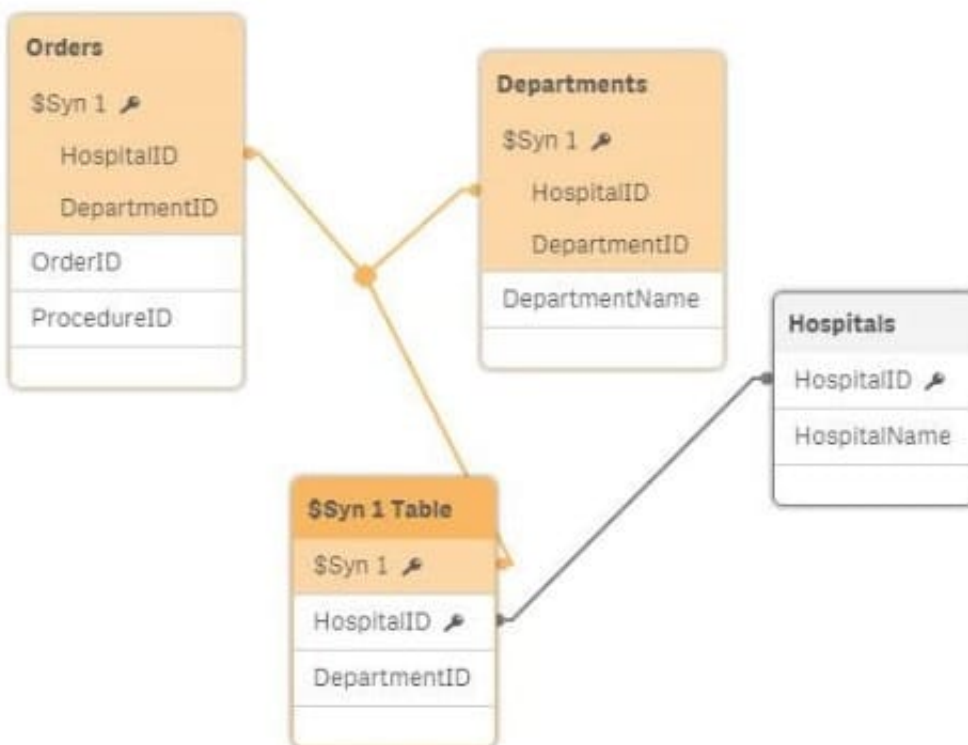 Orders
$Syn 1
HospitalID
DepartmentID
OrderID
ProcedureID
Departments
$Syn 1
HospitalID
DepartmentID
DepartmentName
Hospitals
HospitalID
HospitalName
$Syn 1 Table
$Syn 1
HospitalID
DepartmentID